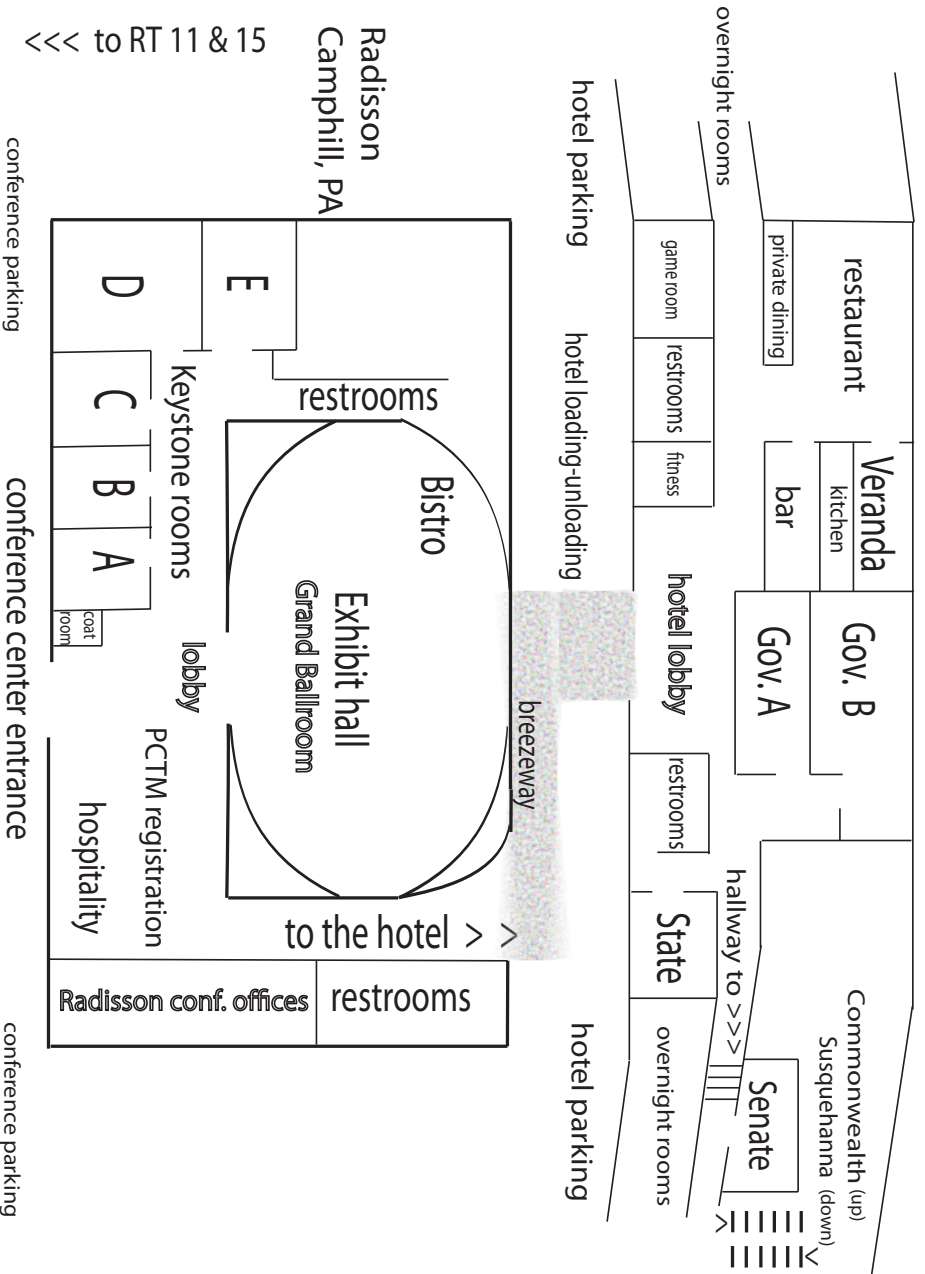 <<< to RT 11 & 15
Radisson
Camphill, PA
overnight rooms
hotel parking
conference parking
restaurant
private dining
game room
restrooms
fitness
hotel loading-unloading
Veranda
kitchen
bar
Gov. B
Gov. A
hotel lobby
restrooms
State
hallway to >>>
Commonwealth (up)
Susquehanna (down)
Senate
overnight rooms
hotel parking
breezeway
E
D
C
B
A
coat
room
Keystone rooms
restrooms
Bistro
Exhibit hall
Grand Ballroom
lobby
PCTM registration
hospitality
to the hotel > >
Radisson conf. offices
restrooms
conference center entrance
conference parking